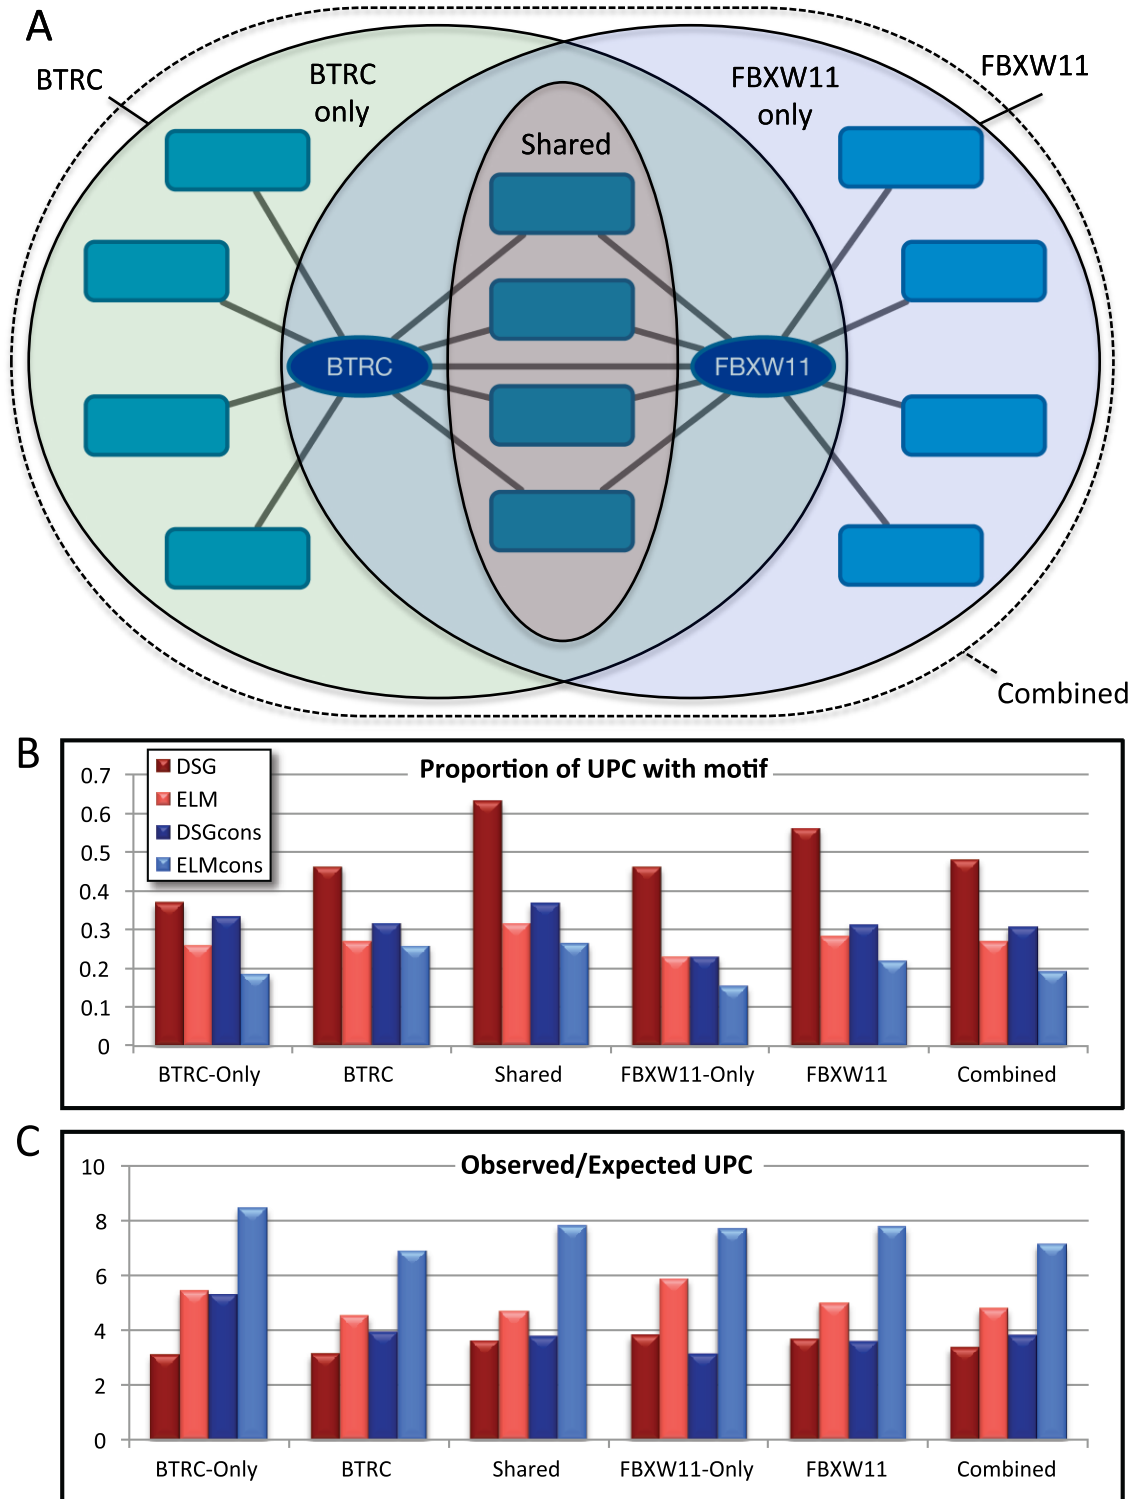 A
BTRC
BTRC
only
FBXW11
only
FBXW11
Shared
BTRC
FBXW11
Combined
B
Proportion of UPC with motif
DSG
ELM
DSGcons
ELMcons
0.7
0.6
0.5
0.4
0.3
0.2
0.1
0
BTRC-Only
BTRC
Shared
FBXW11-Only
FBXW11
Combined
C
Observed/Expected UPC
10
8
6
4
2
0
BTRC-Only
BTRC
Shared
FBXW11-Only
FBXW11
Combined